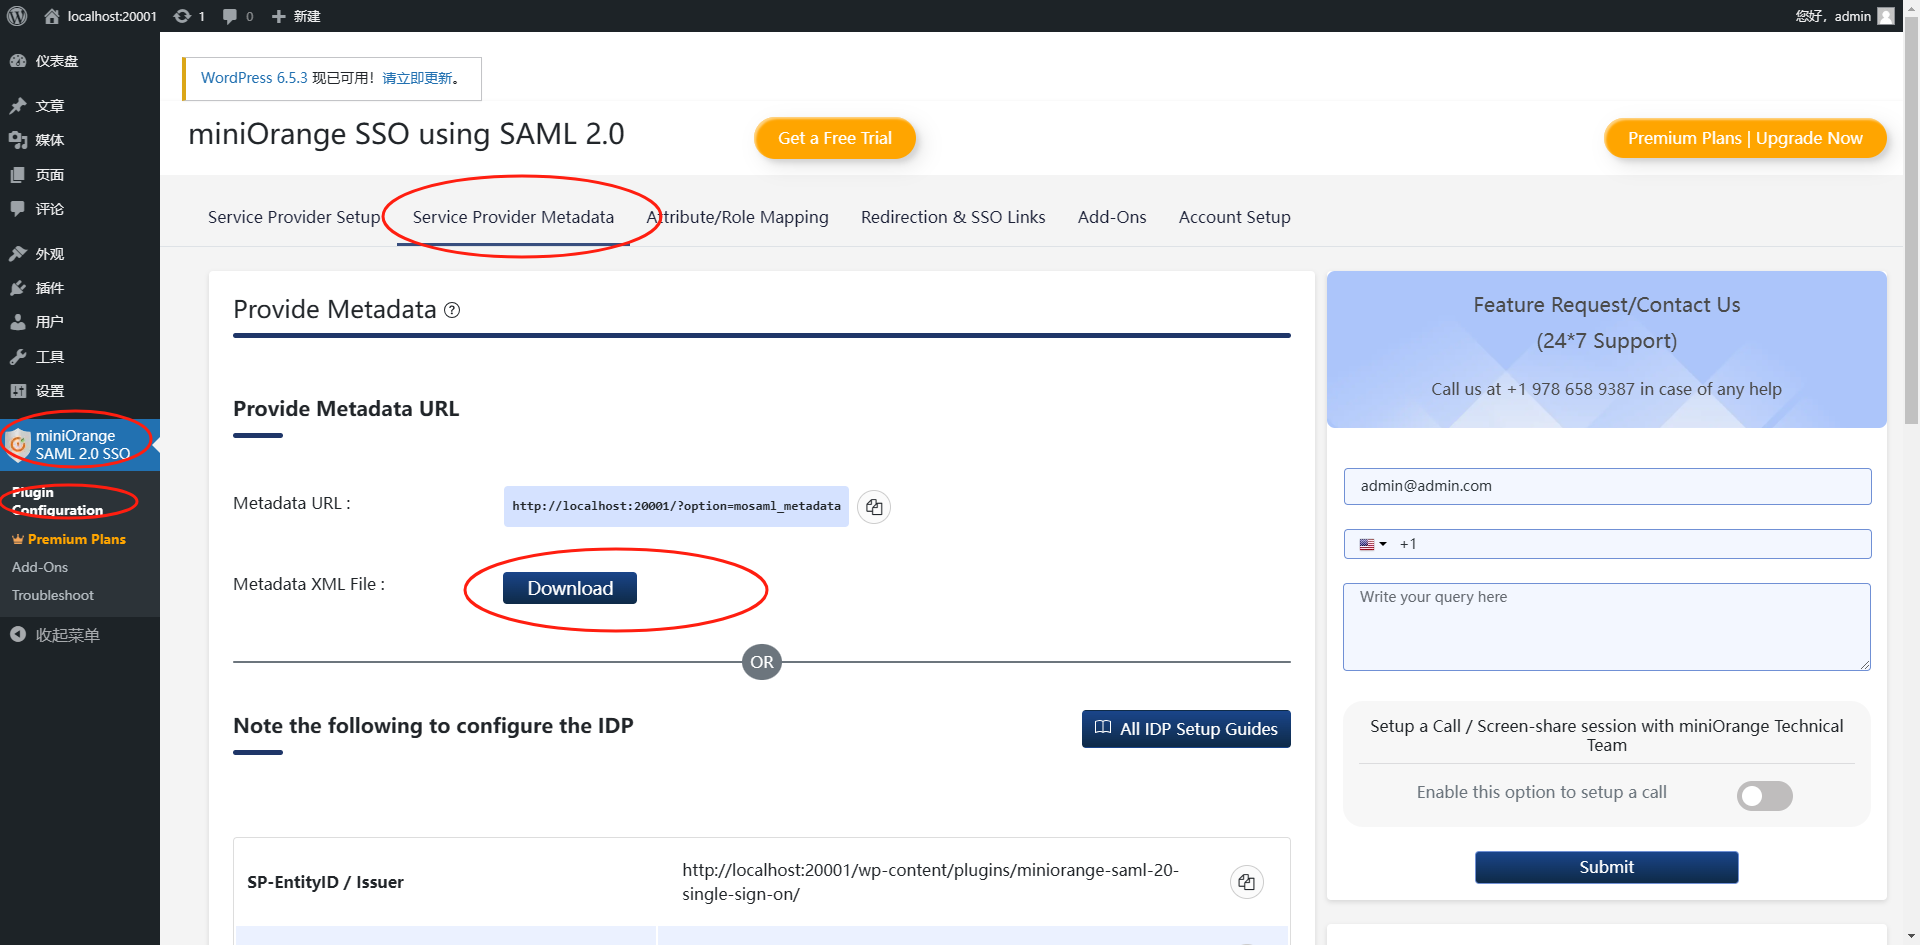 localhost:20001
1
0
新建
您好，admin
仪表盘
文章
媒体
页面
评论
外观
插件
用户
工具
设置
miniOrange
SAML 2.0 SSO
Plugin
Configuration
Premium Plans
Add-Ons
Troubleshoot
收起菜单
WordPress 6.5.3 现已可用！请立即更新。
miniOrange SSO using SAML 2.0
Get a Free Trial
Premium Plans | Upgrade Now
Service Provider Setup
Service Provider Metadata
Attribute/Role Mapping
Redirection & SSO Links
Add-Ons
Account Setup
Provide Metadata ?
Provide Metadata URL
Metadata URL :
http://localhost:20001/?option=mosaml_metadata
Metadata XML File :
Download
OR
Note the following to configure the IDP
All IDP Setup Guides
SP-EntityID / Issuer
http://localhost:20001/wp-content/plugins/miniorange-saml-20-
single-sign-on/
Feature Request/Contact Us
(24*7 Support)
Call us at +1 978 658 9387 in case of any help
admin@admin.com
+1
Write your query here
Setup a Call / Screen-share session with miniOrange Technical
Team
Enable this option to setup a call
Submit